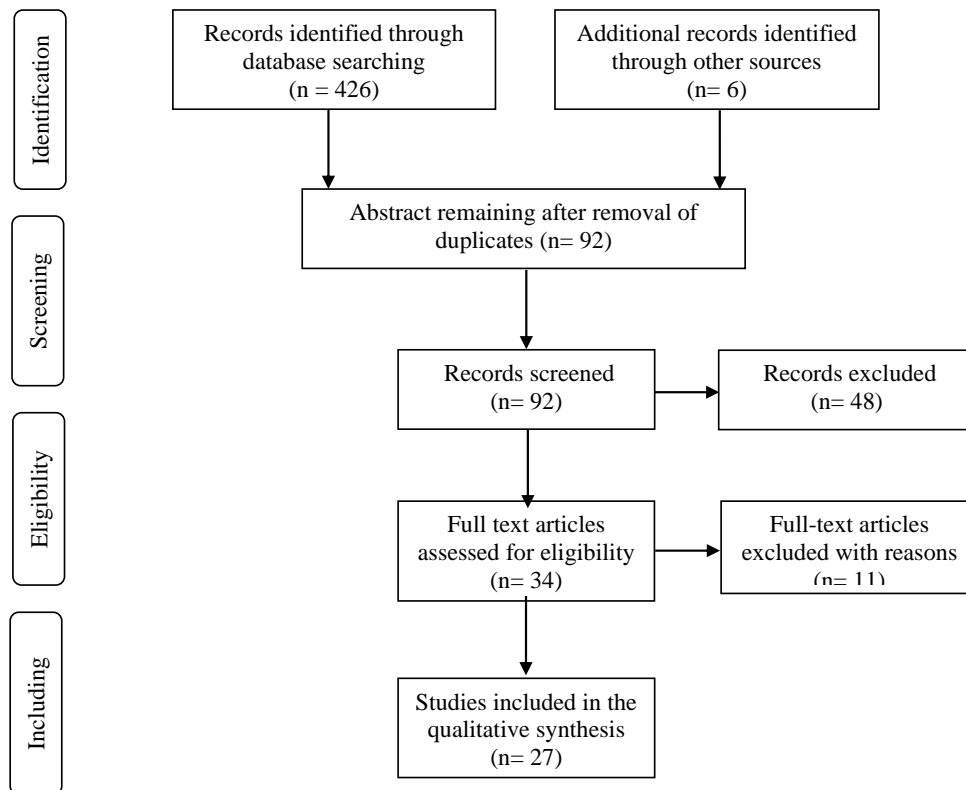 Identification
Records identified through
database searching
(n = 426)
Additional records identified
through other sources
(n= 6)
Abstract remaining after removal of
duplicates (n= 92)
Screening
Records screened
(n= 92)
Records excluded
(n= 48)
Eligibility
Full text articles
assessed for eligibility
(n= 34)
Full-text articles
excluded with reasons
(n= 11)
Including
Studies included in the
qualitative synthesis
(n= 27)